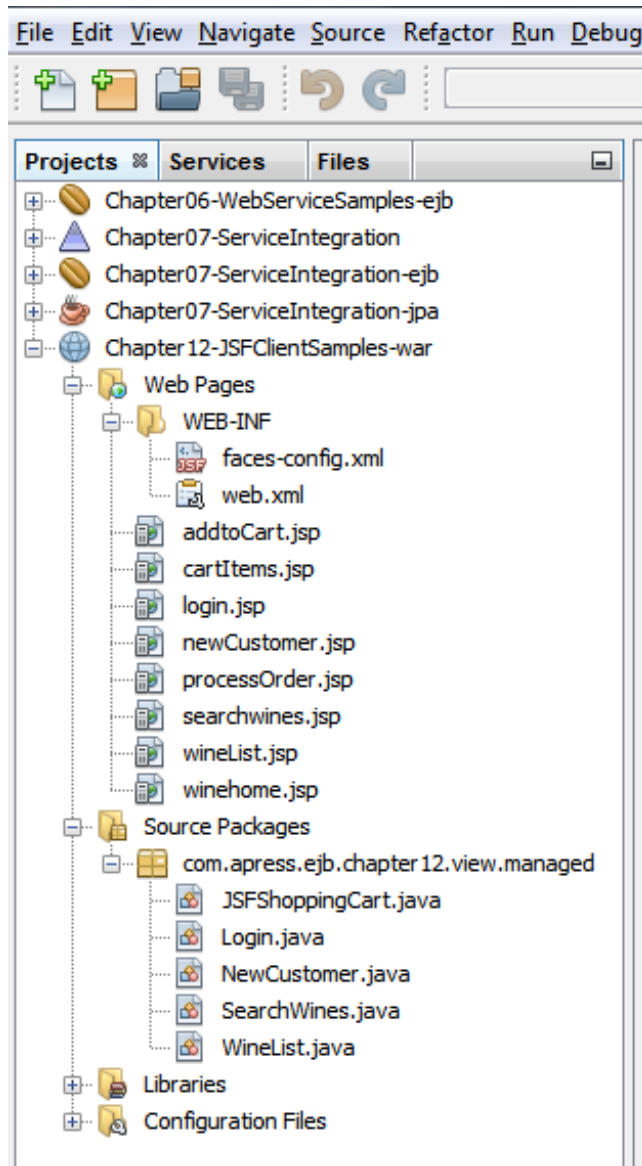 File Edit View Navigate Source Refactor Run Debug
Projects Services Files
Chapter06-WebServiceSamples-ejb
Chapter07-ServiceIntegration
Chapter07-ServiceIntegration-ejb
Chapter07-ServiceIntegration-jpa
Chapter12-JSFClientSamples-war
Web Pages
WEB-INF
faces-config.xml
web.xml
addtoCart.jsp
cartItems.jsp
login.jsp
newCustomer.jsp
processOrder.jsp
searchwines.jsp
wineList.jsp
winehome.jsp
Source Packages
com.apress.ejb.chapter12.view.managed
JSFShoppingCart.java
Login.java
NewCustomer.java
SearchWines.java
WineList.java
Libraries
Configuration Files